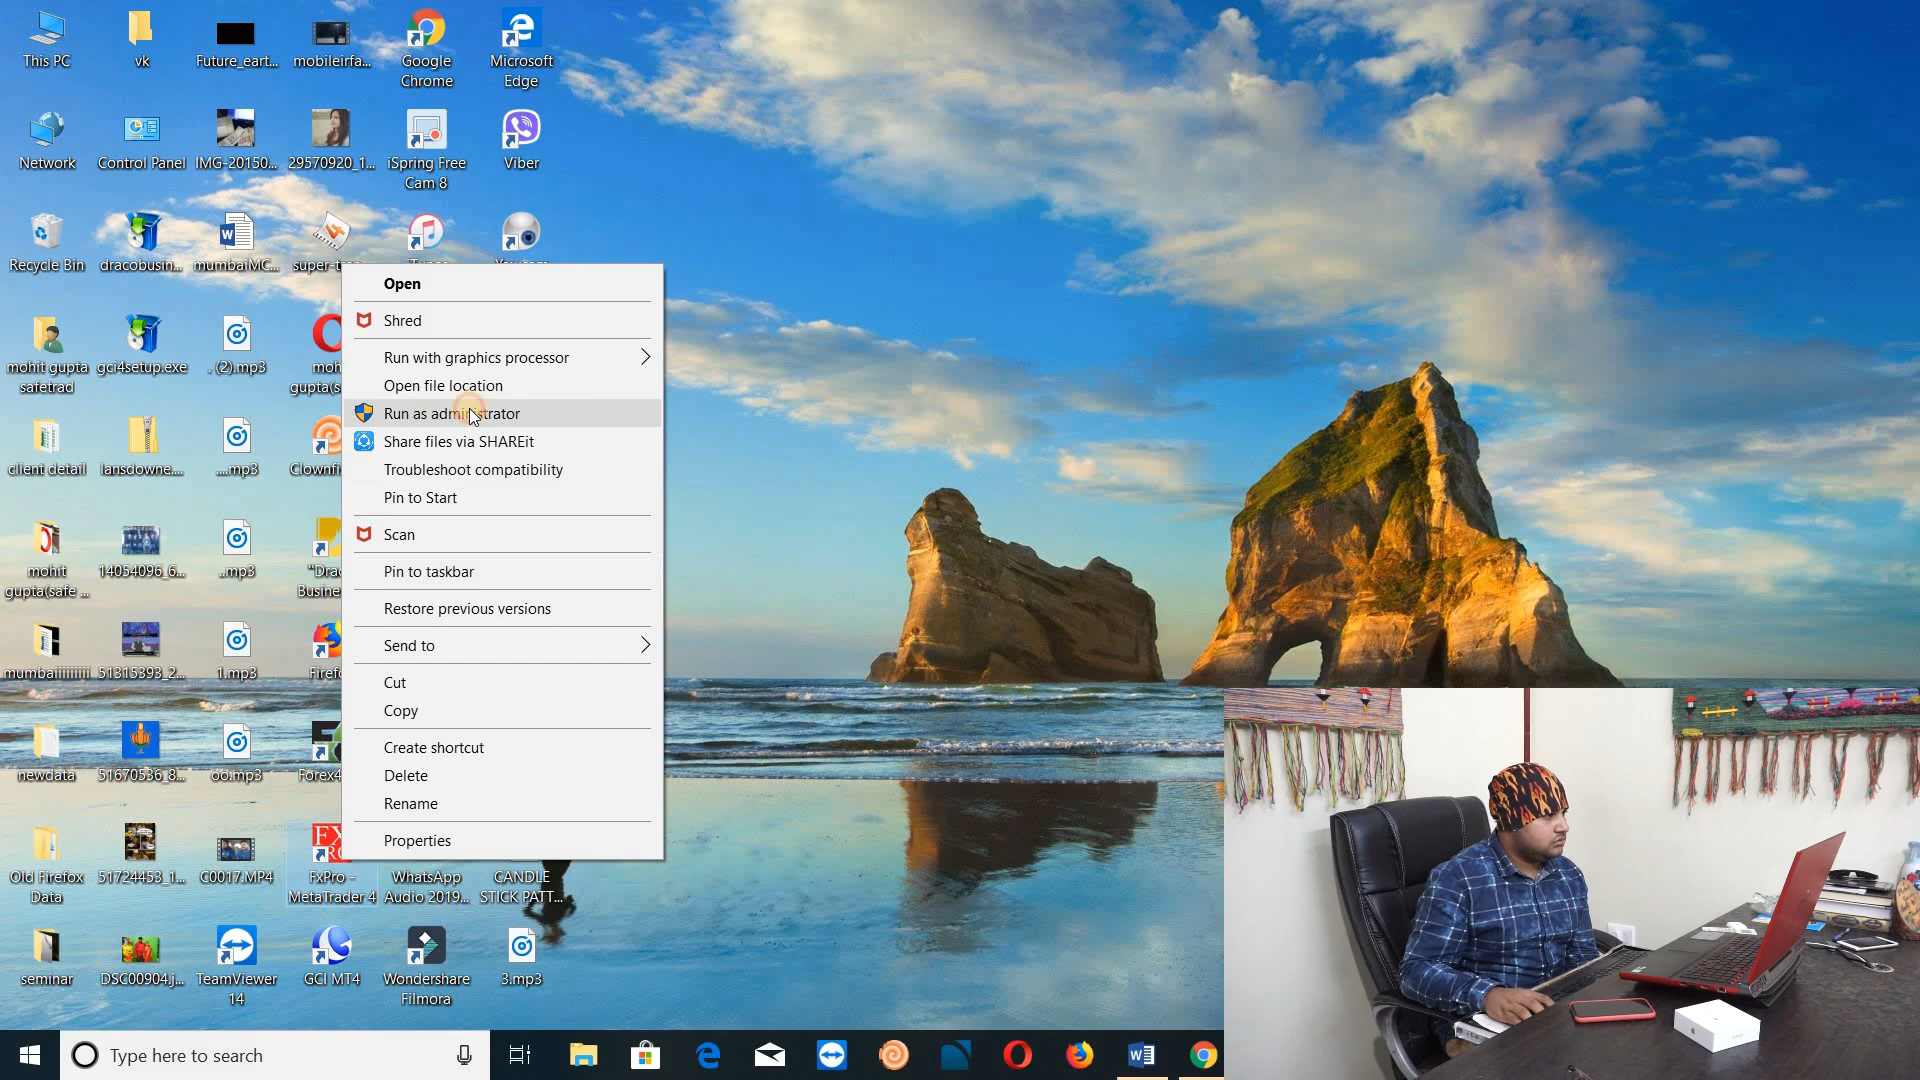 This PC
vk
Future_eart...
mobileirfa...
Google
Chrome
Microsoft
Edge
Network
Control Panel
IMG-20150...
29570920_1...
iSpring Free
Cam 8
Viber
Recycle Bin
dracobusin...
mumbaiMC...
mohit gupta
safetrad
gci4setup.exe
. (2).mp3
moh
gupta(s
client detail
lansdowne....
....mp3
Clownfi
mohit
gupta(safe ...
14054096_6...
..mp3
"Drac
Busine
mumbaiiiiiiiiii
51315393_2...
1.mp3
Firef
newdata
51670536_8...
oo.mp3
Forex4
Old Firefox
Data
51724453_1...
C0017.MP4
FxPro -
MetaTrader 4
WhatsApp
Audio 2019...
CANDLE
STICK PATT...
seminar
DSC00904.j...
TeamViewer
14
GCI MT4
Wondershare
Filmora
3.mp3
Open
Shred
Run with graphics processor
Open file location
Run as administrator
Share files via SHAREit
Troubleshoot compatibility
Pin to Start
Scan
Pin to taskbar
Restore previous versions
Send to
Cut
Copy
Create shortcut
Delete
Rename
Properties
Type here to search